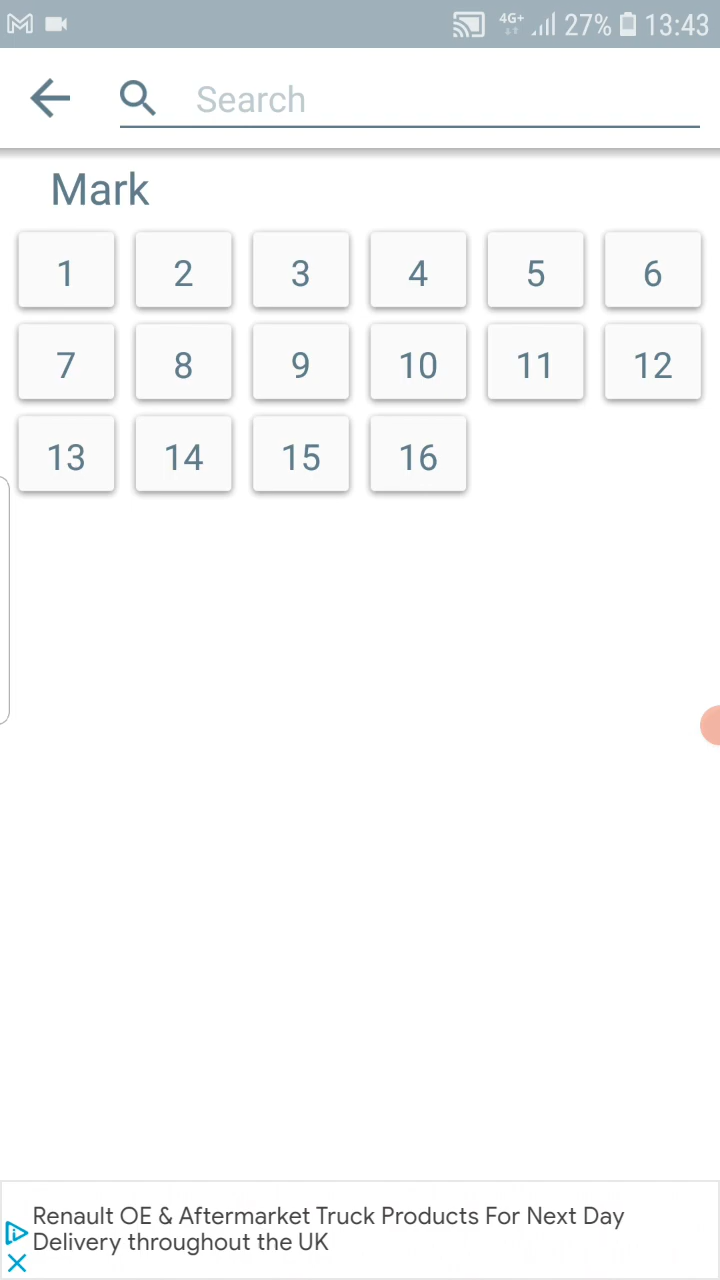 4G+ 27% 13:43
Search
Mark
1 2 3 4 5 6
7 8 9 10 11 12
13 14 15 16
Renault OE & Aftermarket Truck Products For Next Day
Delivery throughout the UK